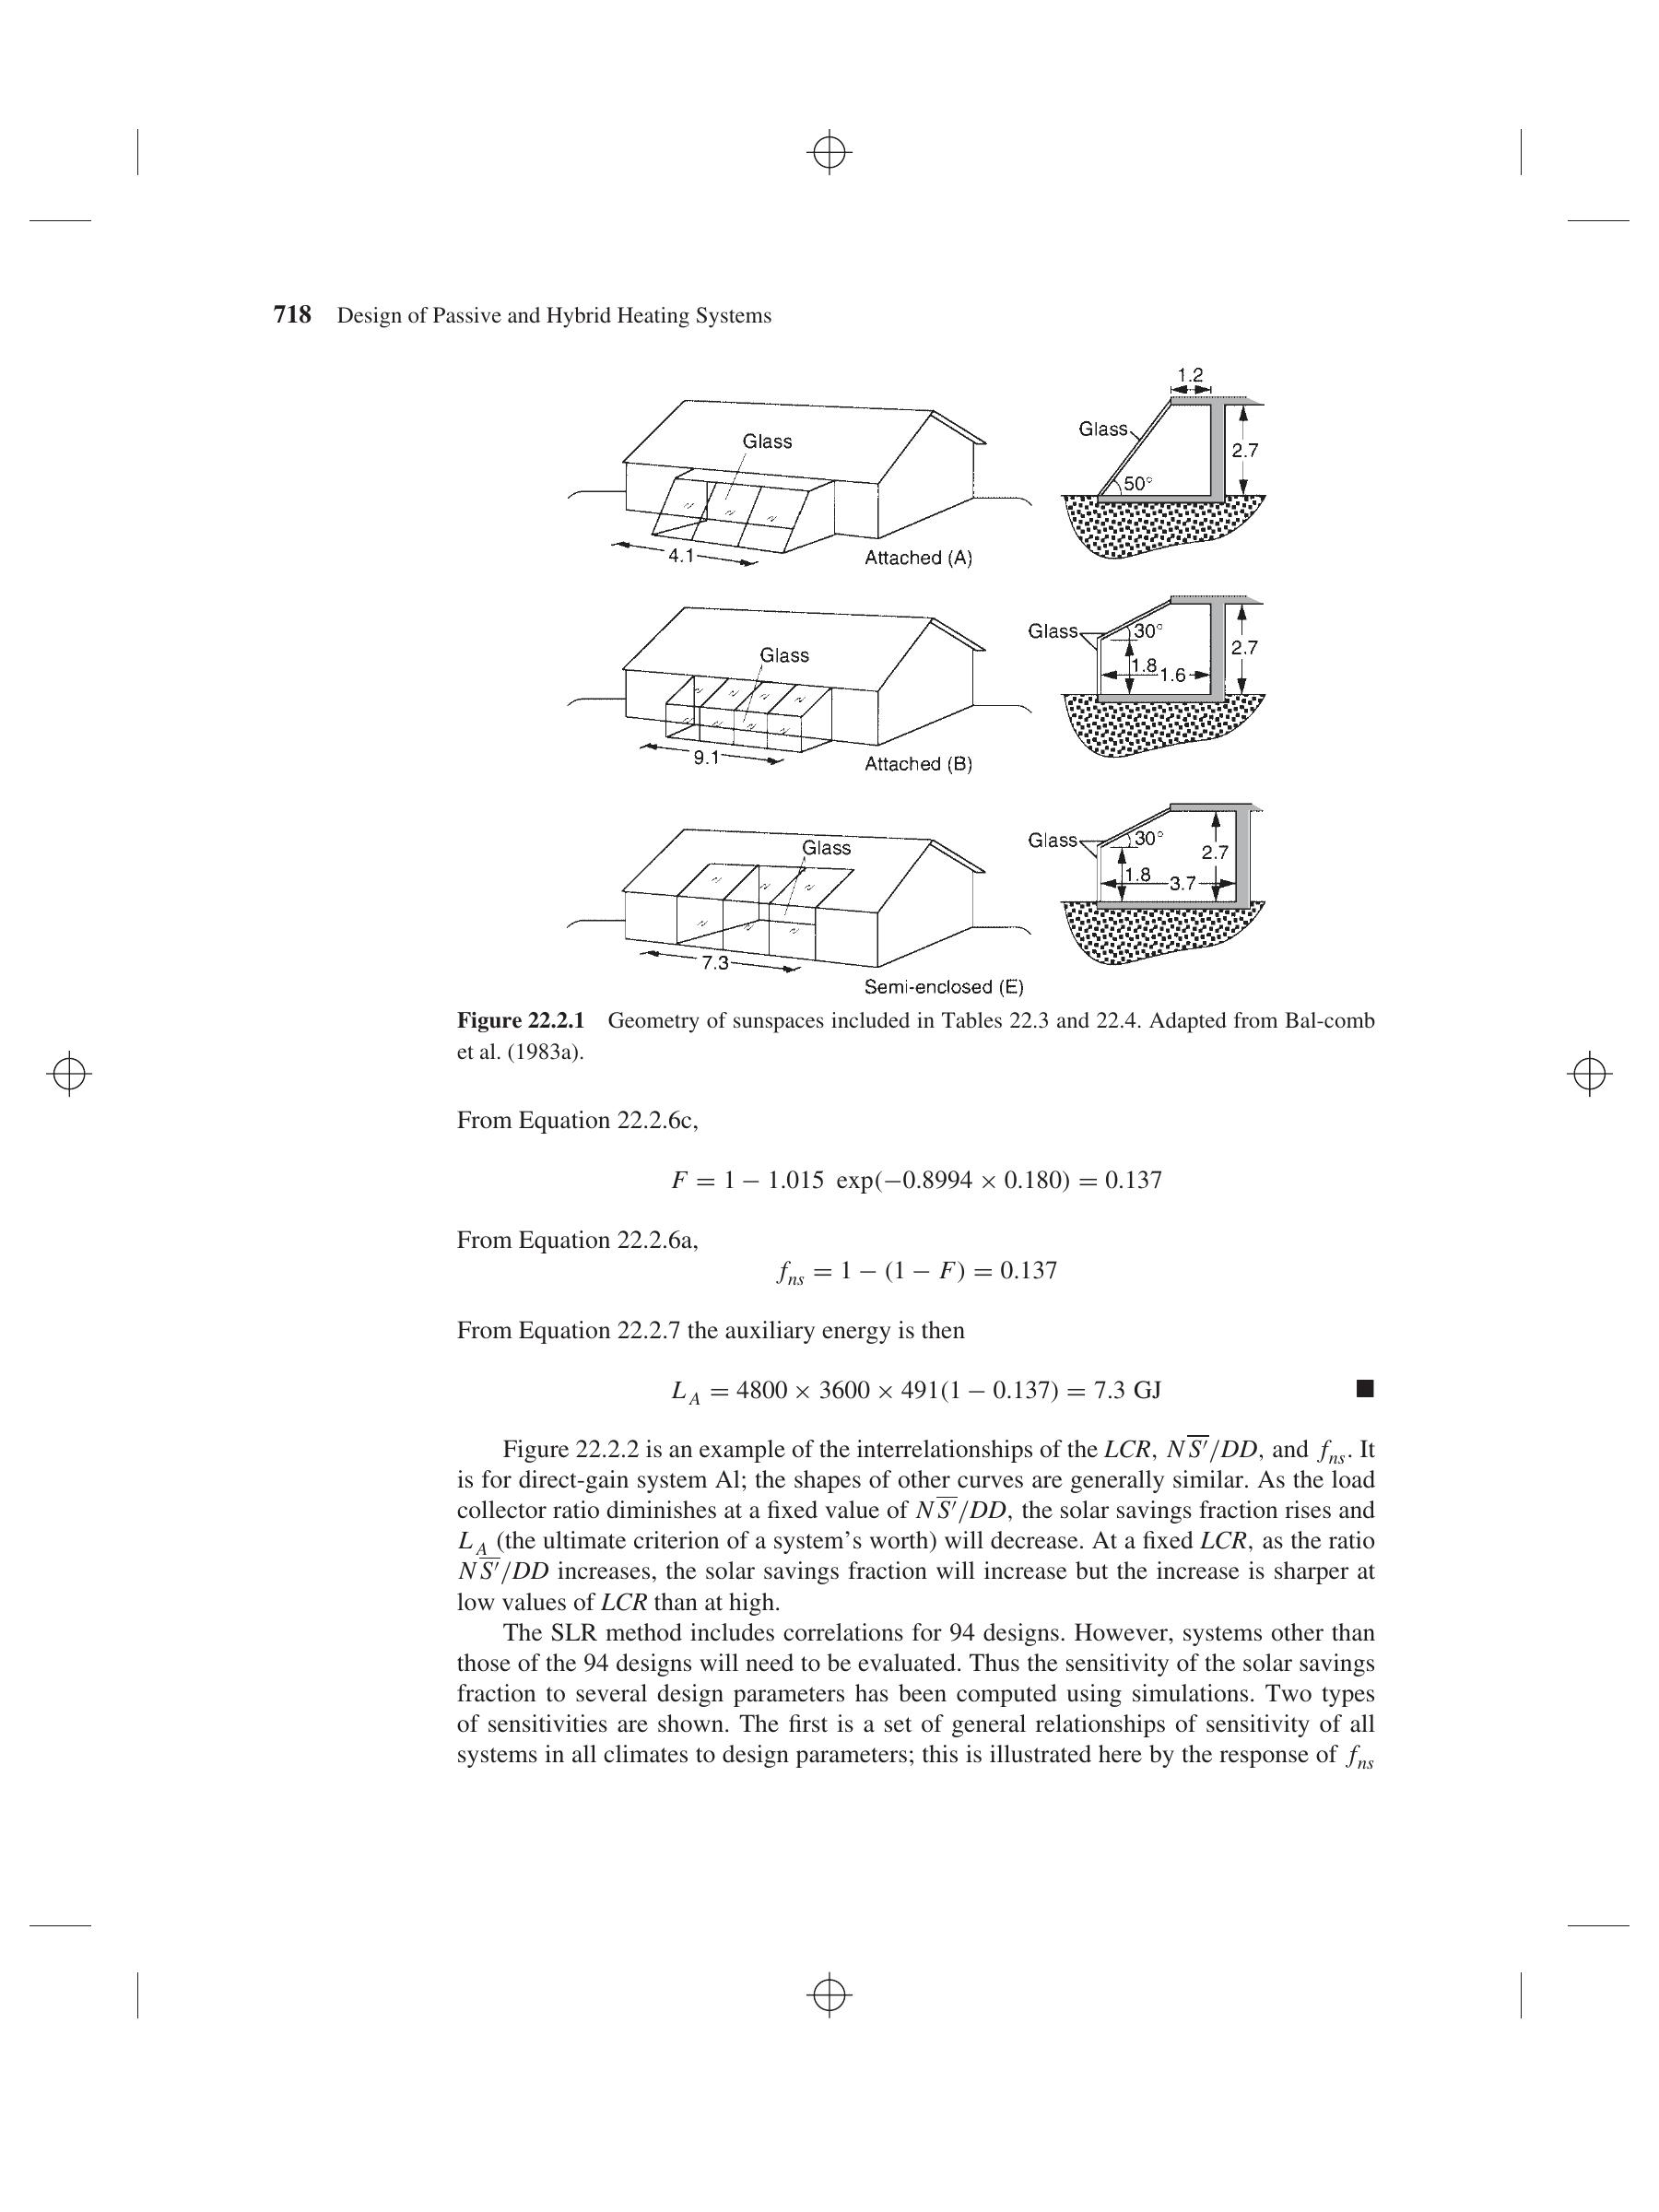 718 Design of Passive and Hybrid Heating Systems
1.2
Glass
Glass
2.7
50°
4.1
Attached (A)
Glass
30°
Glass
2.7
1.8
1.6
9.1
Attached (B)
Glass
30°
Glass
2.7
1.8
3.7
7.3
Semi-enclosed (E)
Figure 22.2.1 Geometry of sunspaces included in Tables 22.3 and 22.4. Adapted from Bal-comb
et al. (1983a).
From Equation 22.2.6c,
F = 1 − 1.015 exp(−0.8994 × 0.180) = 0.137
From Equation 22.2.6a,
fns = 1 − (1 − F) = 0.137
From Equation 22.2.7 the auxiliary energy is then
LA = 4800 × 3600 × 491(1 − 0.137) = 7.3 GJ
Figure 22.2.2 is an example of the interrelationships of the LCR, NS̅′/DD, and fns. It
is for direct-gain system Al; the shapes of other curves are generally similar. As the load
collector ratio diminishes at a fixed value of NS̅′/DD, the solar savings fraction rises and
LA (the ultimate criterion of a system's worth) will decrease. At a fixed LCR, as the ratio
NS̅′/DD increases, the solar savings fraction will increase but the increase is sharper at
low values of LCR than at high.
The SLR method includes correlations for 94 designs. However, systems other than
those of the 94 designs will need to be evaluated. Thus the sensitivity of the solar savings
fraction to several design parameters has been computed using simulations. Two types
of sensitivities are shown. The first is a set of general relationships of sensitivity of all
systems in all climates to design parameters; this is illustrated here by the response of fns